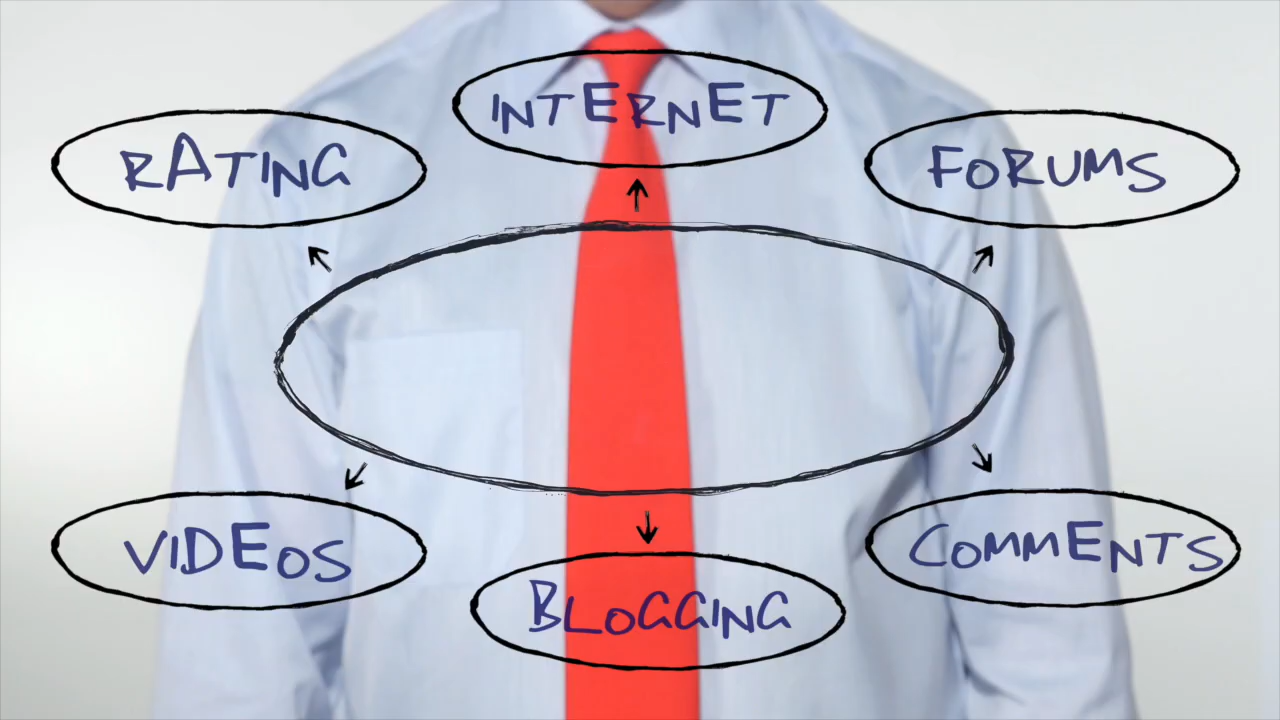 INTERNET
RATING
FORUMS
VIDEOS
COMMENTS
BLOGGING